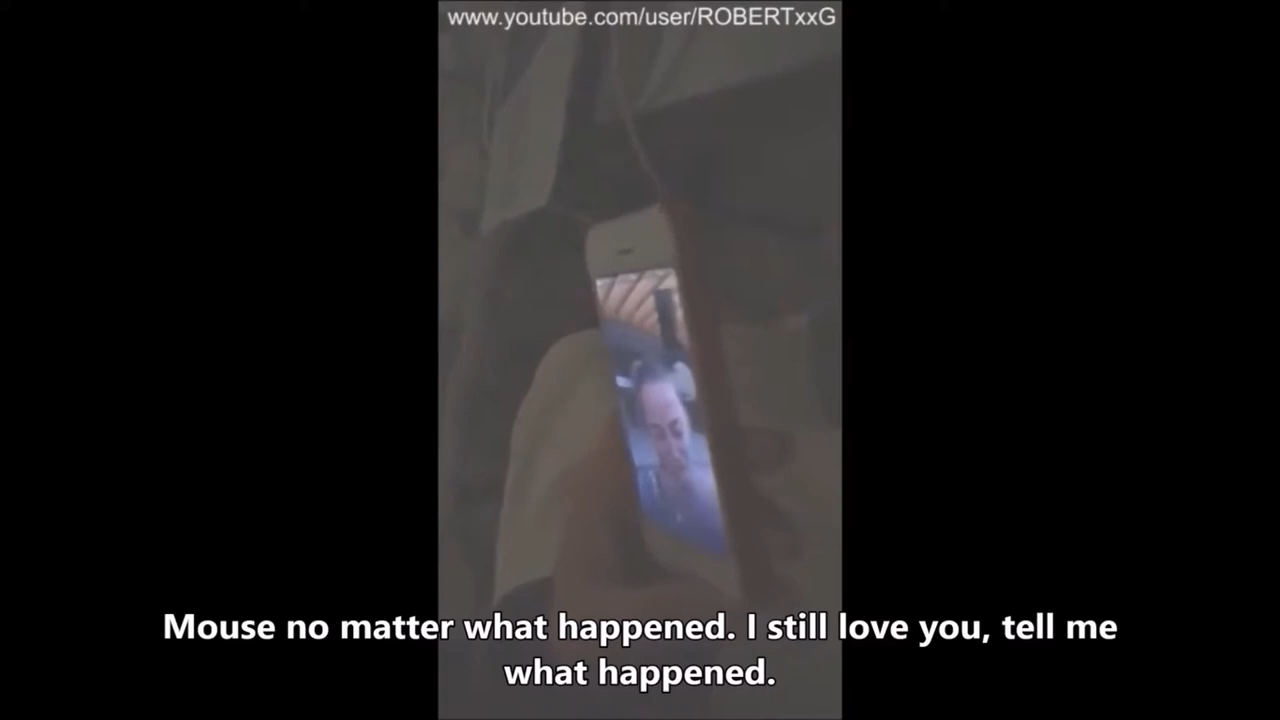 www.youtube.com/user/ROBERTxxG
Mouse no matter what happened. I still love you, tell me
what happened.